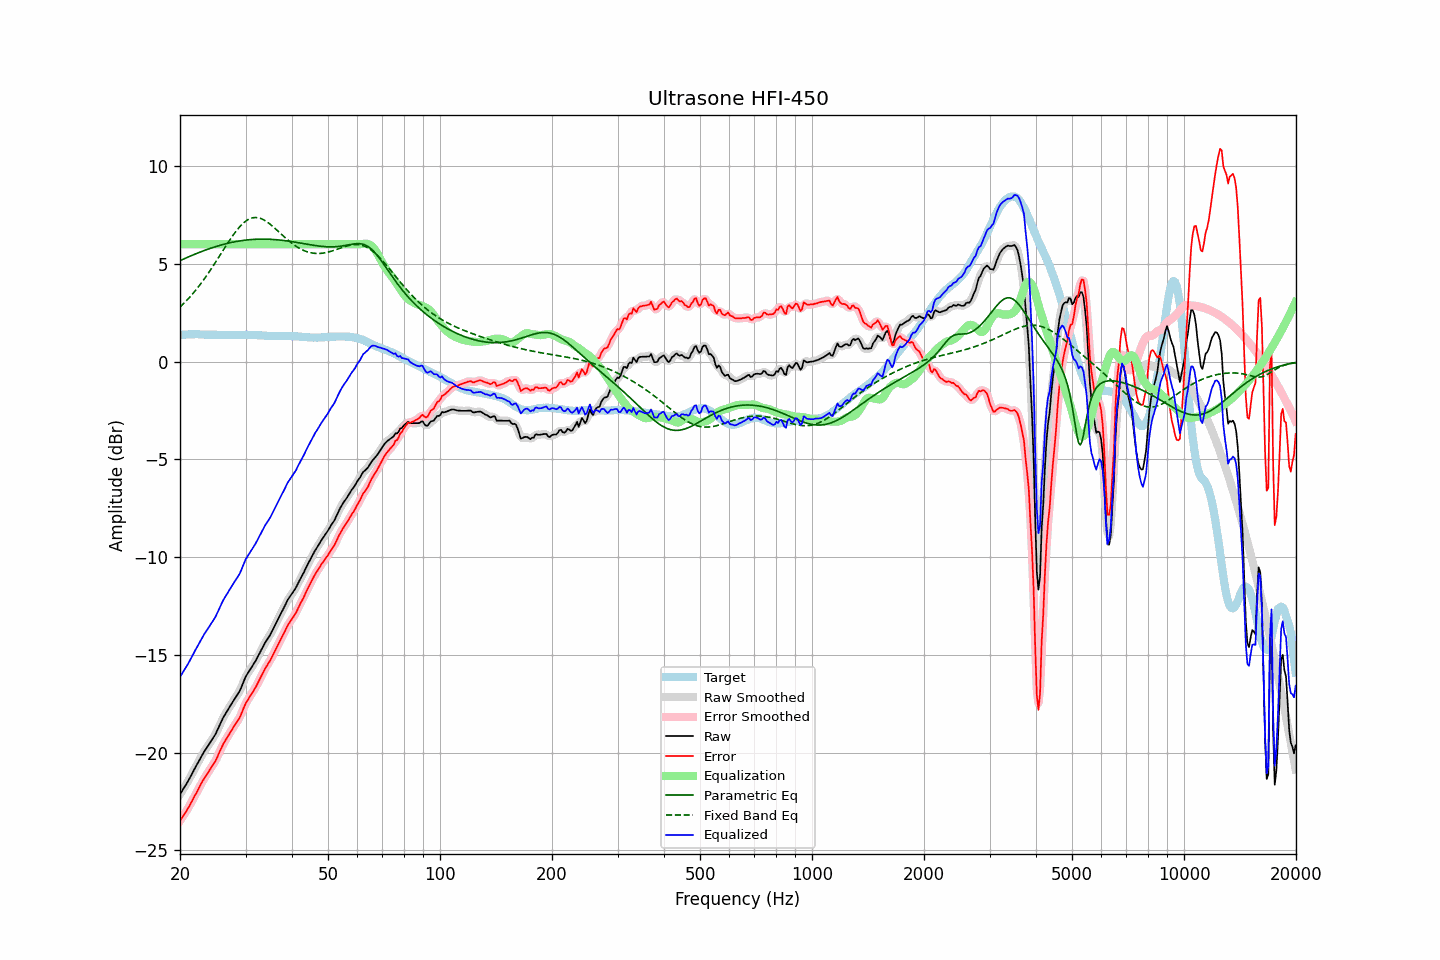 Ultrasone HFI-450
Amplitude (dBr)
10
5
0
−5
−10
−15
−20
−25
Target
Raw Smoothed
Error Smoothed
Raw
Error
Equalization
Parametric Eq
Fixed Band Eq
Equalized
20 50 100 200 500 1000 2000 5000 10000 20000
Frequency (Hz)